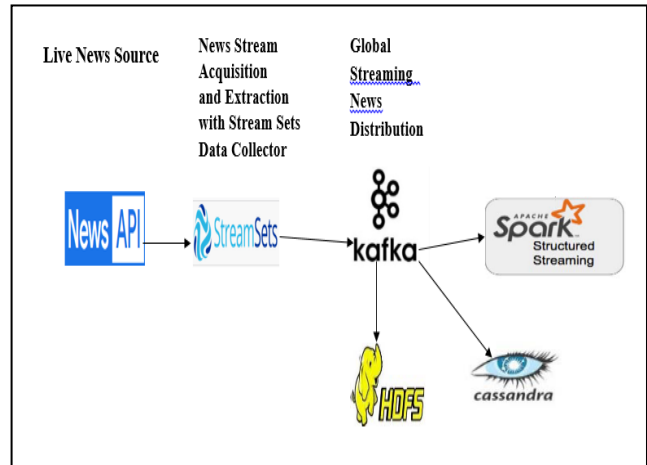 Live News Source
News Stream
Acquisition
and Extraction
with Stream Sets
Data Collector
Global
Streaming
News
Distribution
News API
StreamSets
kafka
APACHE
Spark
Structured
Streaming
HDFS
cassandra